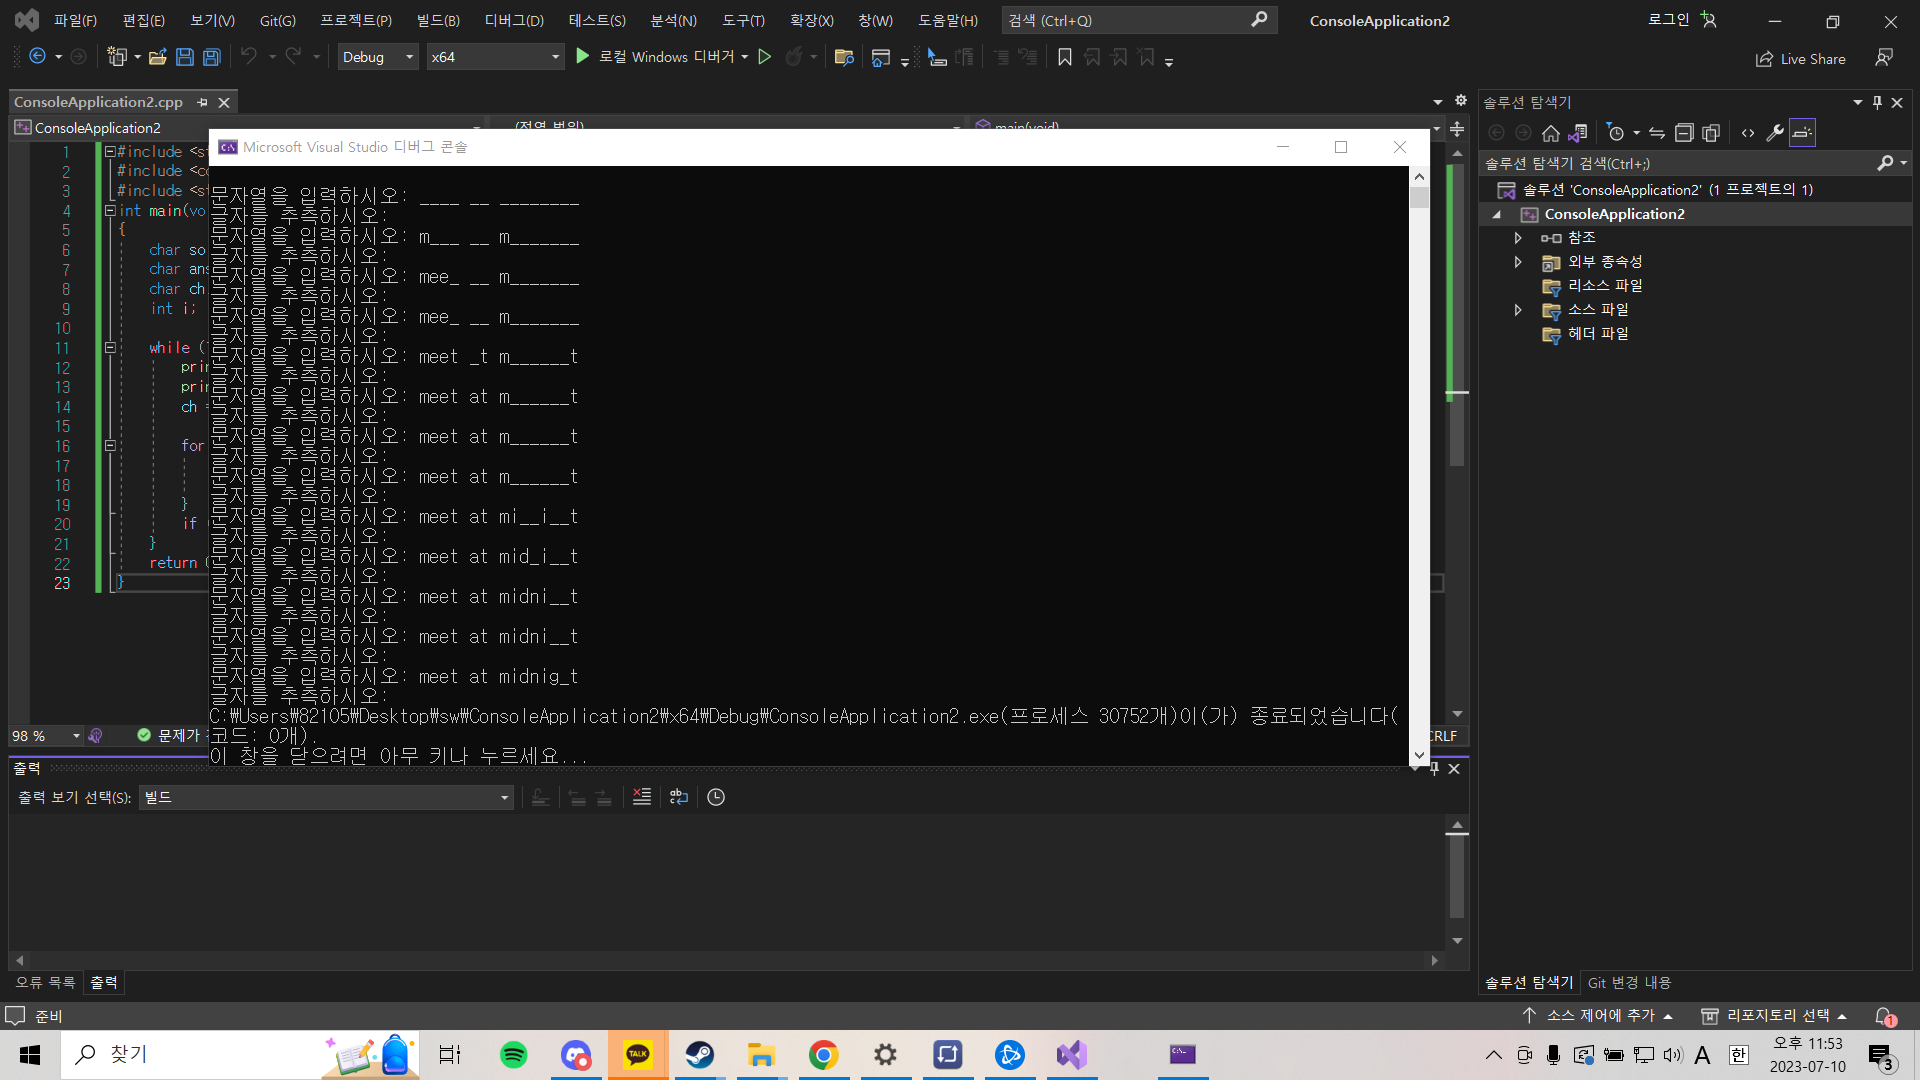 파일(F) 편집(E) 보기(V) Git(G) 프로젝트(P) 빌드(B) 디버그(D) 테스트(S) 분석(N) 도구(T) 확장(X) 창(W) 도움말(H) 검색 (Ctrl+Q) ConsoleApplication2 로그인
Debug x64 로컬 Windows 디버거 Live Share
ConsoleApplication2.cpp
ConsoleApplication2 (전역 범위) main(void)
Microsoft Visual Studio 디버그 콘솔
1 #include <st
2 #include <co
3 #include <st
4 int main(vo
5 {
6 char so
7 char ans
8 char ch
9 int i;
10
11 while (
12 prin
13 prin
14 ch =
15
16 for
17
18
19 }
20 if
21 }
22 return
23 }
문자열을 입력하시오: ____ __ ________
글자를 추측하시오:
문자열을 입력하시오: m___ __ m_______
글자를 추측하시오:
문자열을 입력하시오: mee_ __ m_______
글자를 추측하시오:
문자열을 입력하시오: mee_ __ m_______
글자를 추측하시오:
문자열을 입력하시오: meet _t m______t
글자를 추측하시오:
문자열을 입력하시오: meet at m______t
글자를 추측하시오:
문자열을 입력하시오: meet at m______t
글자를 추측하시오:
문자열을 입력하시오: meet at m______t
글자를 추측하시오:
문자열을 입력하시오: meet at mi__i__t
글자를 추측하시오:
문자열을 입력하시오: meet at mid_i__t
글자를 추측하시오:
문자열을 입력하시오: meet at midni__t
글자를 추측하시오:
문자열을 입력하시오: meet at midni__t
글자를 추측하시오:
문자열을 입력하시오: meet at midnig_t
글자를 추측하시오:
C:₩Users₩82105₩Desktop₩sw₩ConsoleApplication2₩x64₩Debug₩ConsoleApplication2.exe(프로세스 30752개)이(가) 종료되었습니다(
코드: 0개).
이 창을 닫으려면 아무 키나 누르세요...
98 % 문제가 CRLF
출력
출력 보기 선택(S): 빌드
오류 목록 출력
솔루션 탐색기
솔루션 탐색기 검색(Ctrl+;)
솔루션 'ConsoleApplication2' (1 프로젝트의 1)
ConsoleApplication2
참조
외부 종속성
리소스 파일
소스 파일
헤더 파일
솔루션 탐색기 Git 변경 내용
준비 소스 제어에 추가 리포지토리 선택 1
찾기 TALK A 한 오후 11:53
2023-07-10 3